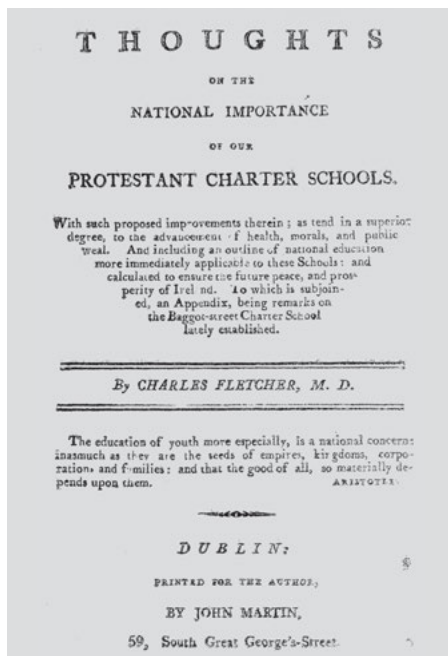 THOUGHTS
ON THE
NATIONAL IMPORTANCE
OF OUR
PROTESTANT CHARTER SCHOOLS.
With such proposed improvements therein; as tend in a superior
degree, to the advancement of health, morals, and public
weal. And including an outline of national education
more immediately applicable to these Schools: and
calculated to ensure the future peace, and pros-
perity of Irel nd. To which is subjoin-
ed, an Appendix, being remarks on
the Baggot-street Charter School
lately established.
By CHARLES FLETCHER, M. D.
The education of youth more especially, is a national concern:
inasmuch as they are the seeds of empires, kingdoms, corpo-
rations and families: and that the good of all, so materially de-
pends upon them. ARISTOTLE.
DUBLIN:
PRINTED FOR THE AUTHOR,
BY JOHN MARTIN,
59, South Great George's-Street.